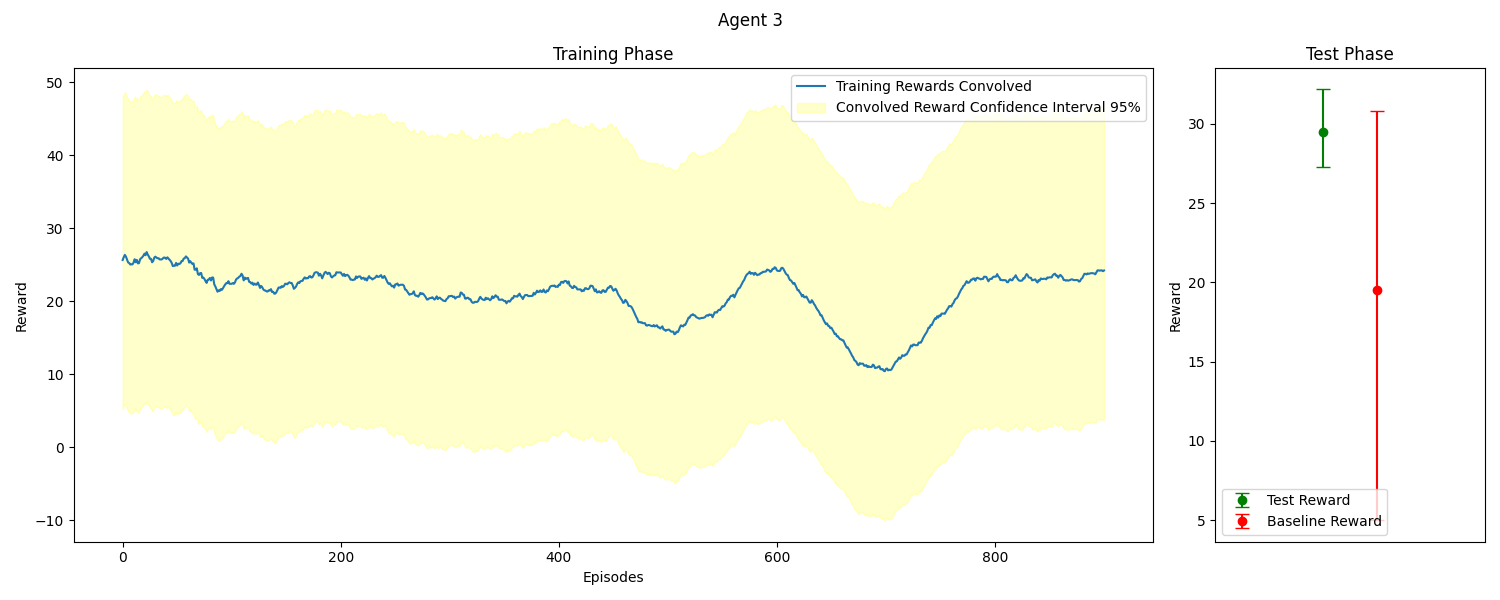 Agent 3
Training Phase
Reward
50
40
30
20
10
0
−10
0
200
400
600
800
Episodes
Training Rewards Convolved
Convolved Reward Confidence Interval 95%
Test Phase
Reward
30
25
20
15
10
5
Test Reward
Baseline Reward